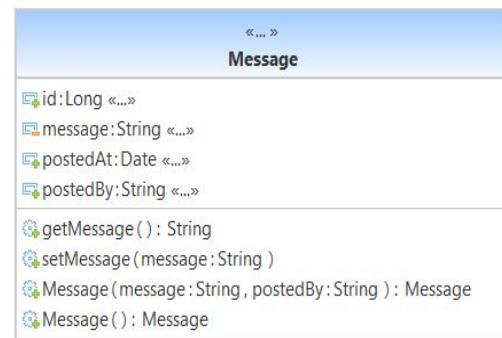 «... »
Message
id:Long «...»
message:String «...»
postedAt:Date «...»
postedBy:String «...»
getMessage( ) : String
setMessage(message:String )
Message(message:String, postedBy:String ) : Message
Message( ) : Message